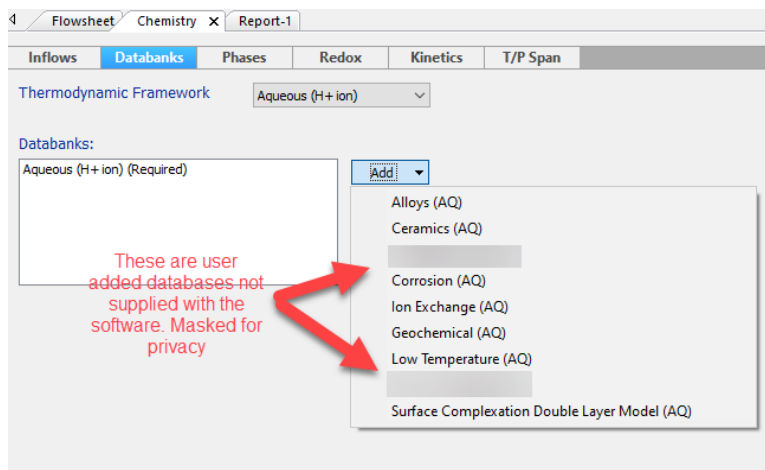 Flowsheet Chemistry X Report-1
Inflows Databanks Phases Redox Kinetics T/P Span
Thermodynamic Framework Aqueous (H+ ion)
Databanks:
Aqueous (H+ ion) (Required) Add
Alloys (AQ)
Ceramics (AQ)
These are user
added databases not
supplied with the
software. Masked for
privacy
Corrosion (AQ)
Ion Exchange (AQ)
Geochemical (AQ)
Low Temperature (AQ)
Surface Complexation Double Layer Model (AQ)